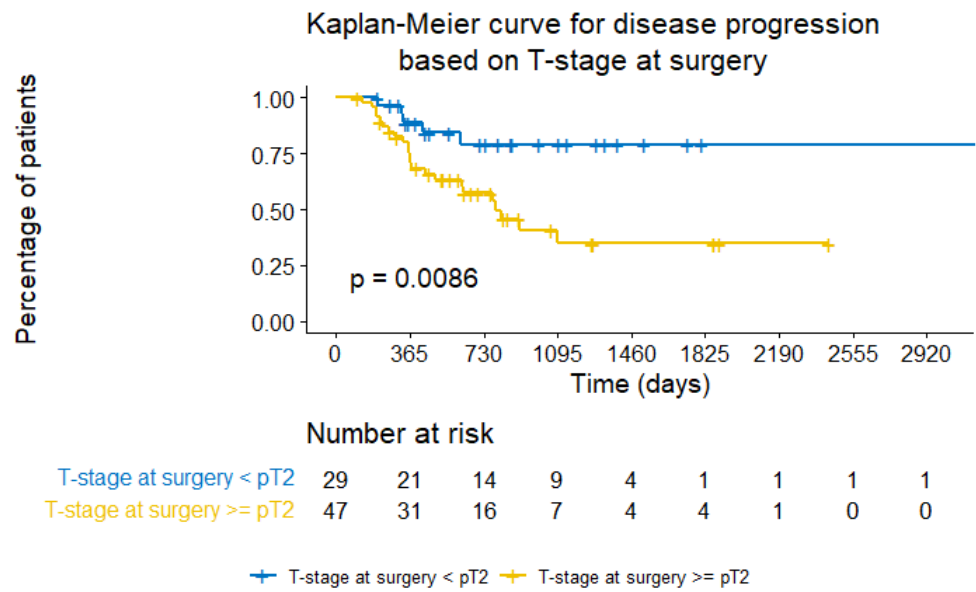 Kaplan-Meier curve for disease progression
based on T-stage at surgery
Percentage of patients
1.00
0.75
0.50
0.25
0.00
p = 0.0086
0 365 730 1095 1460 1825 2190 2555 2920
Time (days)
Number at risk
T-stage at surgery < pT2 29 21 14 9 4 1 1 1 1
T-stage at surgery >= pT2 47 31 16 7 4 4 1 0 0
T-stage at surgery < pT2 T-stage at surgery >= pT2